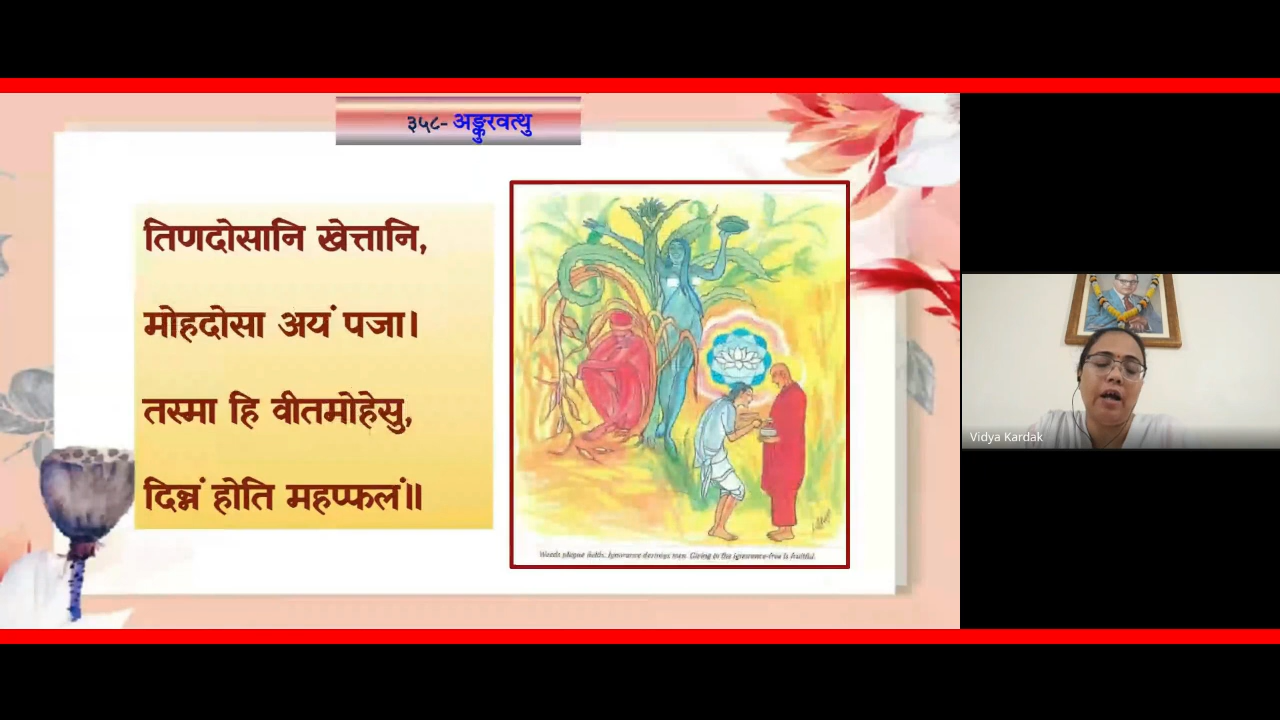 ३५८- अङ्कुरवत्थु
तिणदोसानि खेत्तानि,
मोहदोसा अयं पजा।
तस्मा हि वीतमोहेसु,
दिन्नं होति महप्फलं॥
Weeds plague fields. Ignorance destroys men. Giving to the ignorance-free is fruitful.
Vidya Kardak